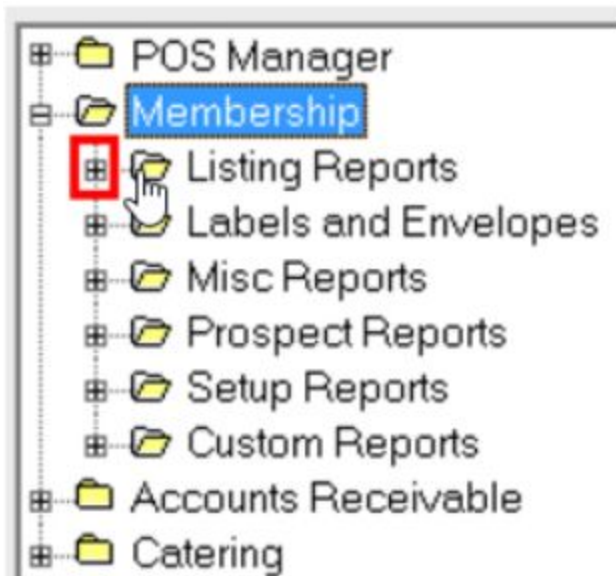 POS Manager
Membership
Listing Reports
Labels and Envelopes
Misc Reports
Prospect Reports
Setup Reports
Custom Reports
Accounts Receivable
Catering